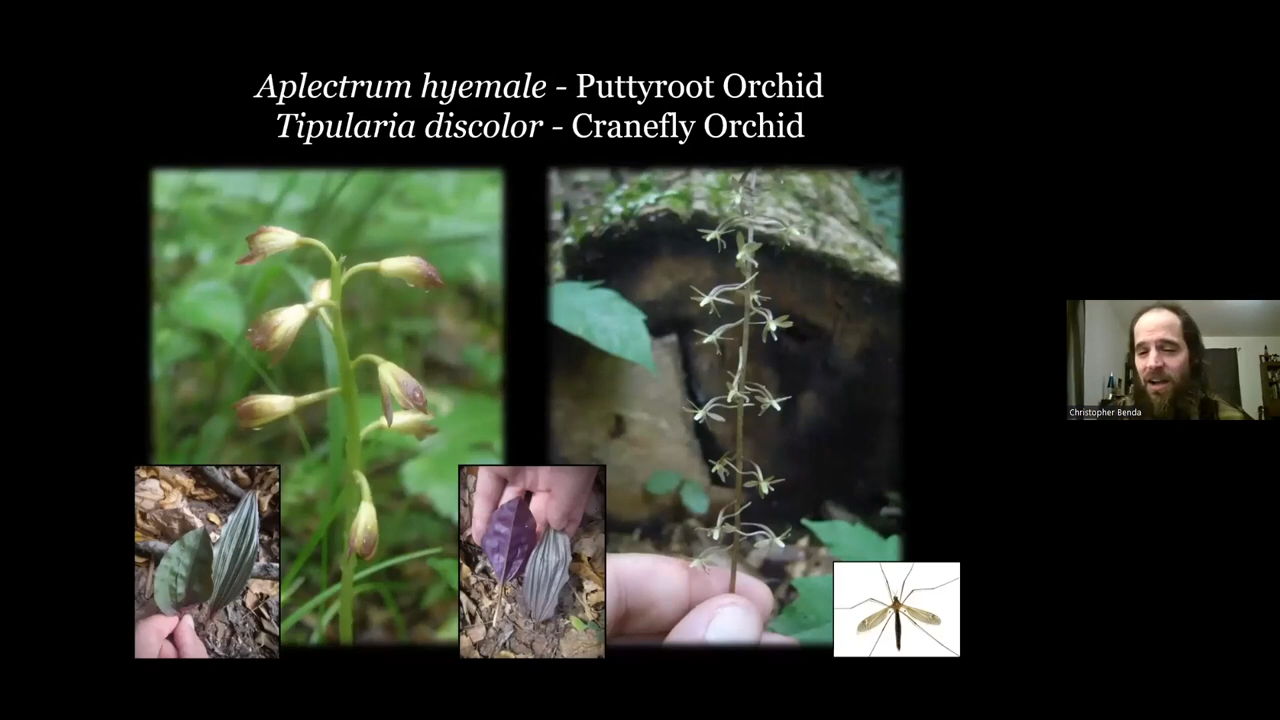 Aplectrum hyemale - Puttyroot Orchid
Tipularia discolor - Cranefly Orchid
Christopher Benda